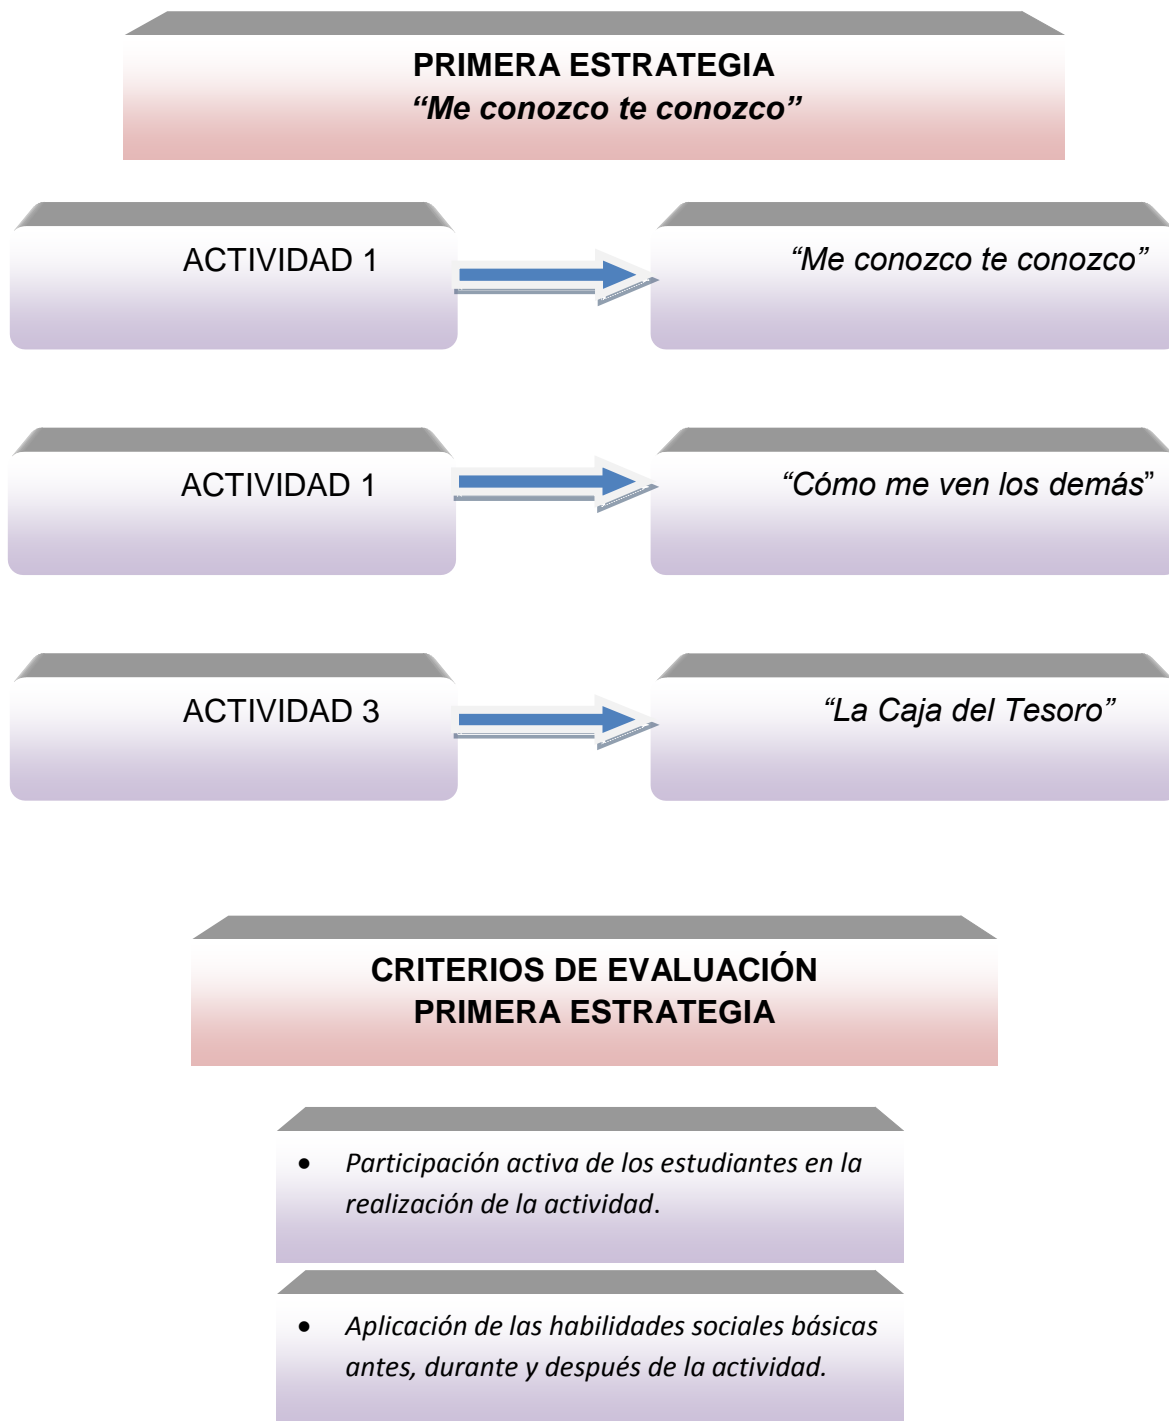 PRIMERA ESTRATEGIA
“Me conozco te conozco”
ACTIVIDAD 1
“Me conozco te conozco”
ACTIVIDAD 1
“Cómo me ven los demás”
ACTIVIDAD 3
“La Caja del Tesoro”
CRITERIOS DE EVALUACIÓN
PRIMERA ESTRATEGIA
• Participación activa de los estudiantes en la
realización de la actividad.
• Aplicación de las habilidades sociales básicas
antes, durante y después de la actividad.